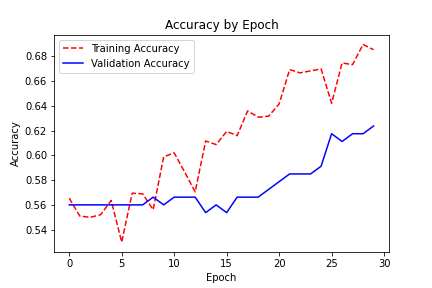 Accuracy by Epoch
Training Accuracy
Validation Accuracy
Accuracy
0.68
0.66
0.64
0.62
0.60
0.58
0.56
0.54
0 5 10 15 20 25 30
Epoch